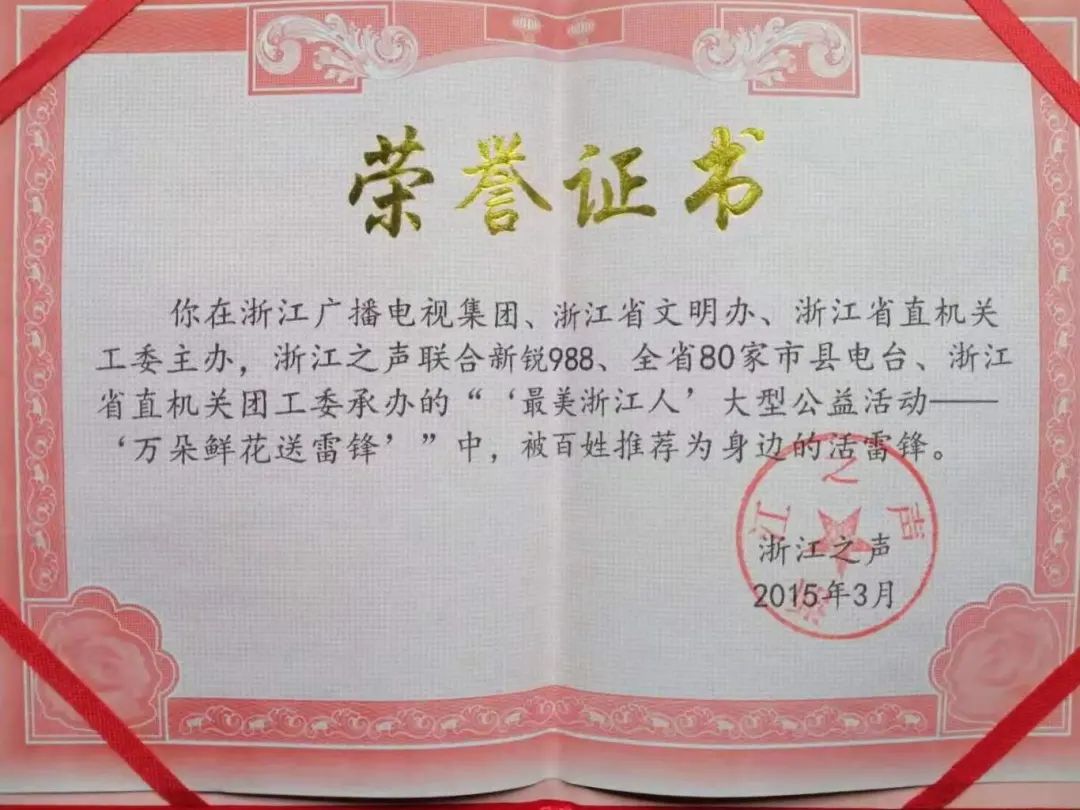 荣誉证书
你在浙江广播电视集团、浙江省文明办、浙江省直机关
工委主办，浙江之声联合新锐988、全省80家市县电台、浙江
省直机关团工委承办的“‘最美浙江人’大型公益活动——
‘万朵鲜花送雷锋’”中，被百姓推荐为身边的活雷锋。
浙江之声
浙江之声
2015年3月